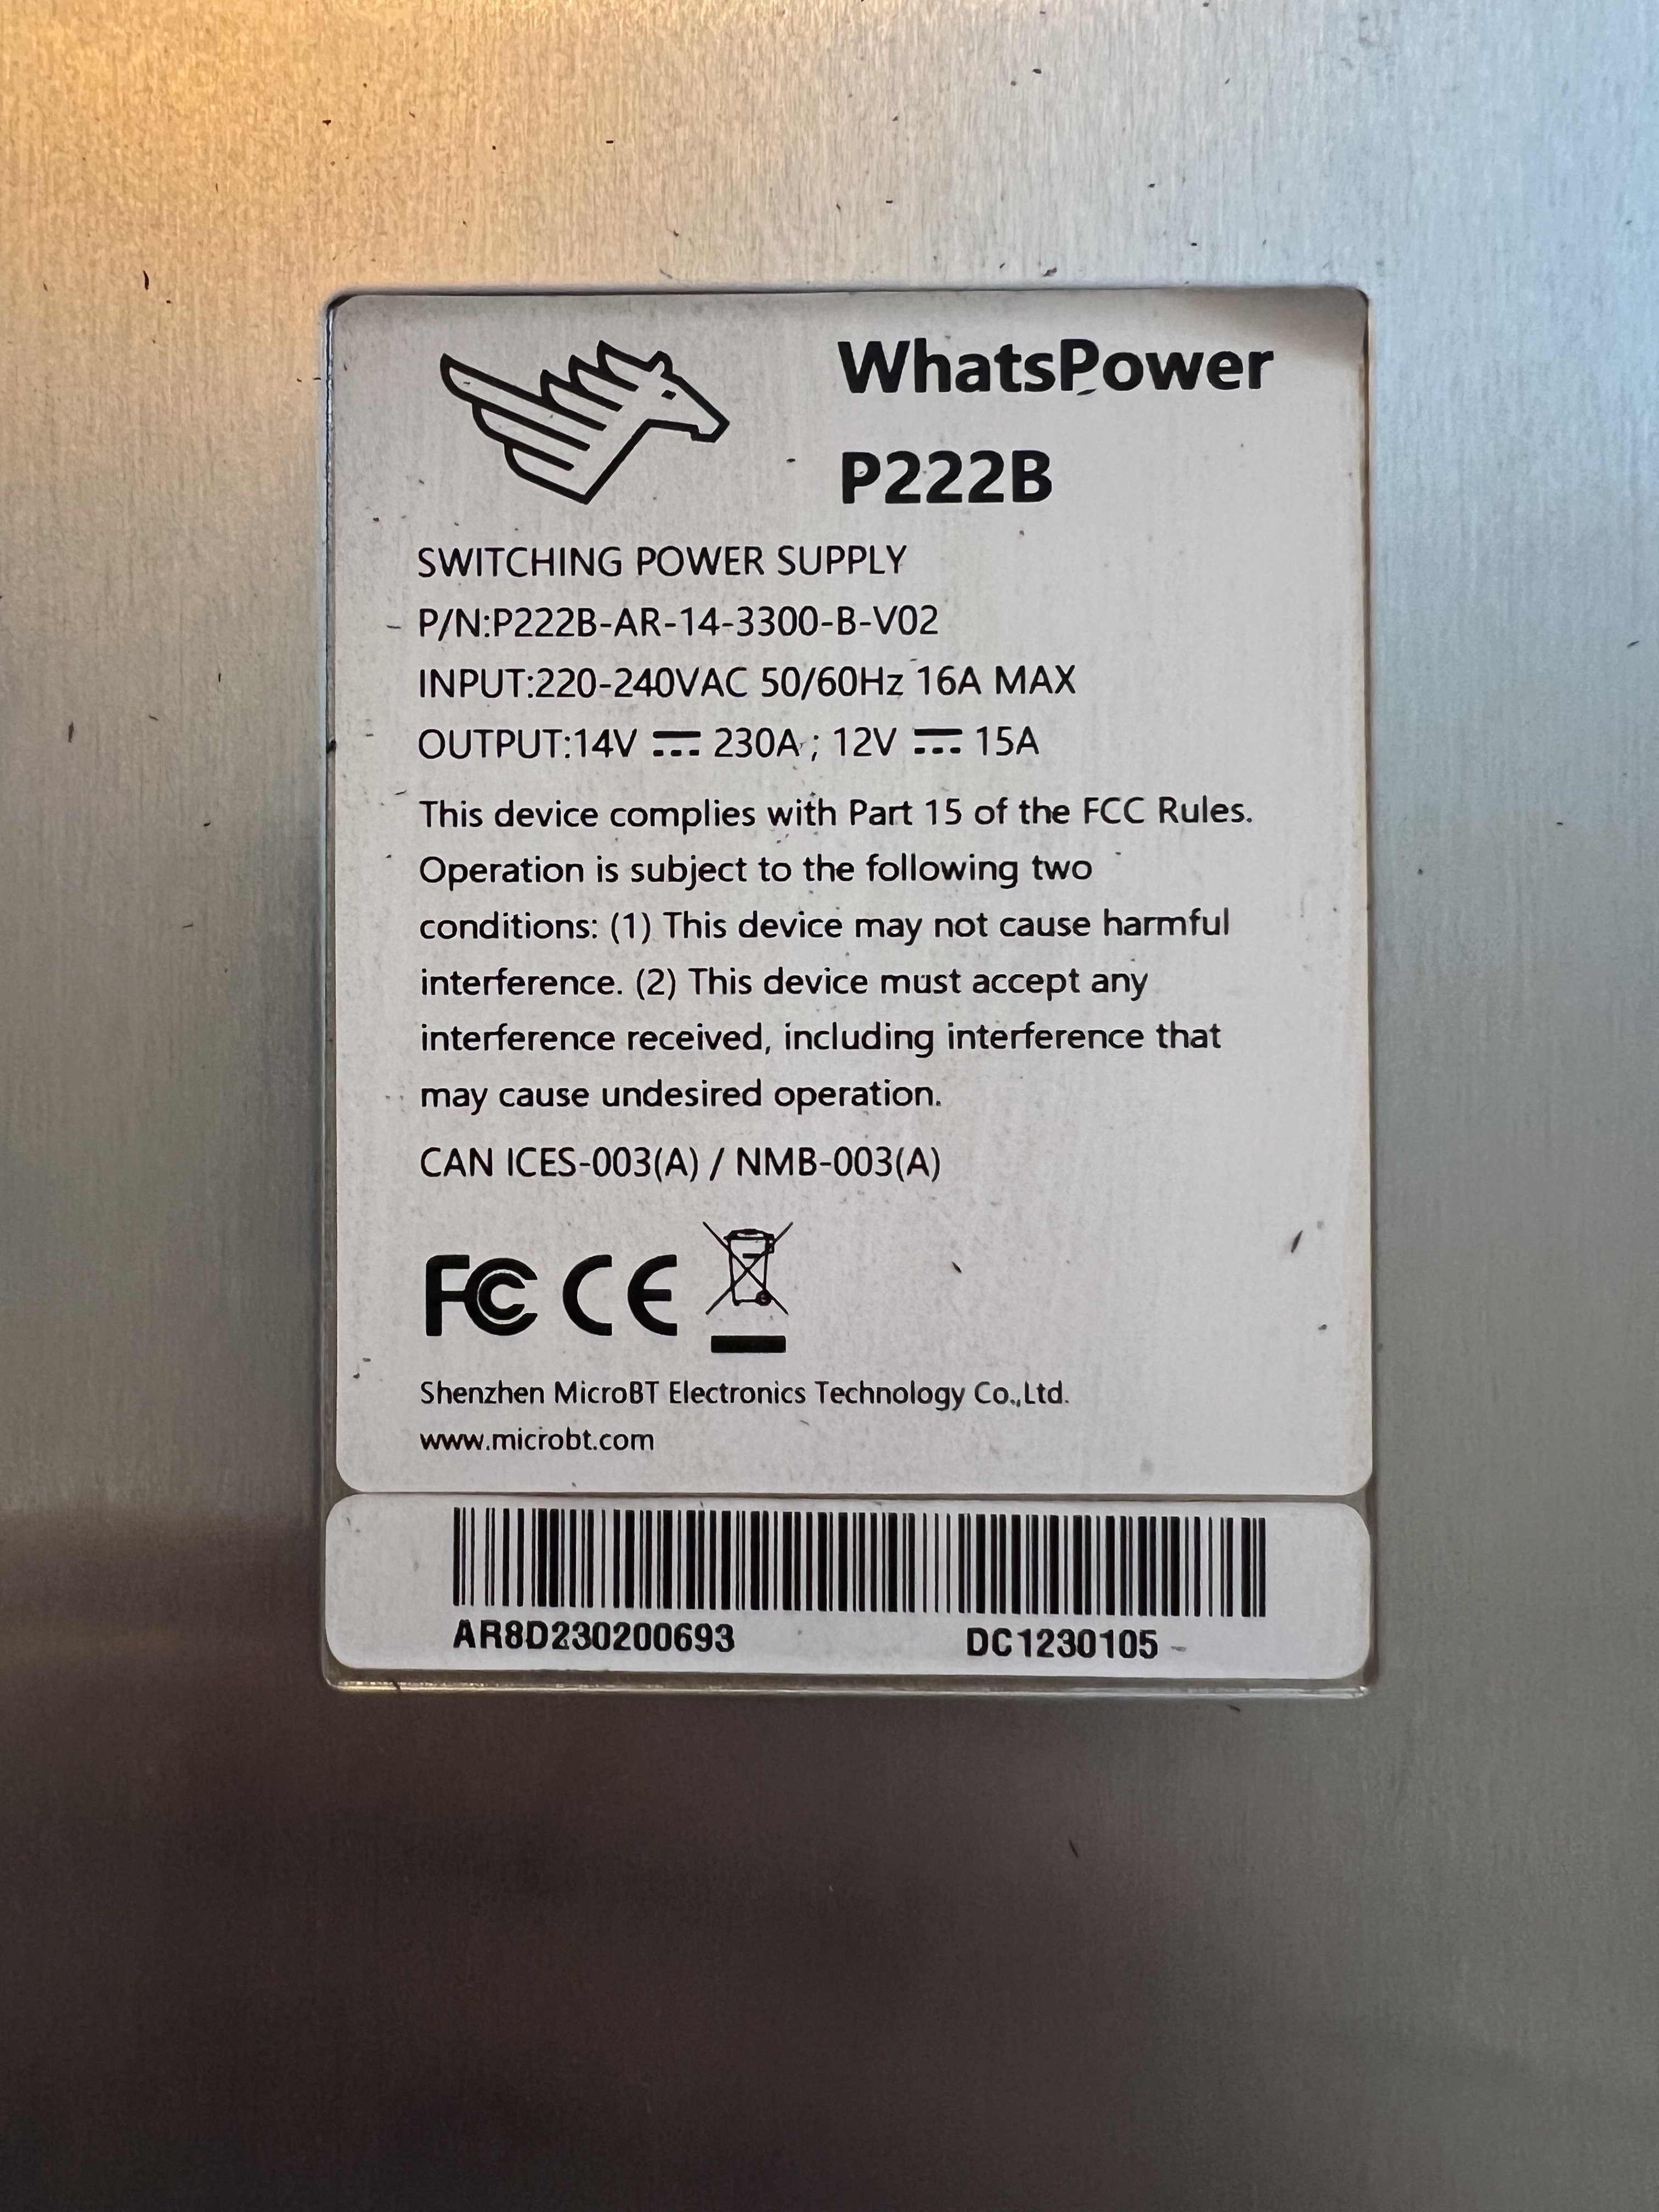 WhatsPower
P222B
SWITCHING POWER SUPPLY
P/N:P222B-AR-14-3300-B-V02
INPUT:220-240VAC 50/60Hz 16A MAX
OUTPUT:14V ⎓ 230A ; 12V ⎓ 15A
This device complies with Part 15 of the FCC Rules.
Operation is subject to the following two
conditions: (1) This device may not cause harmful
interference. (2) This device must accept any
interference received, including interference that
may cause undesired operation.
CAN ICES-003(A) / NMB-003(A)
FC CE
Shenzhen MicroBT Electronics Technology Co.,Ltd.
www.microbt.com
AR8D230200693 DC1230105